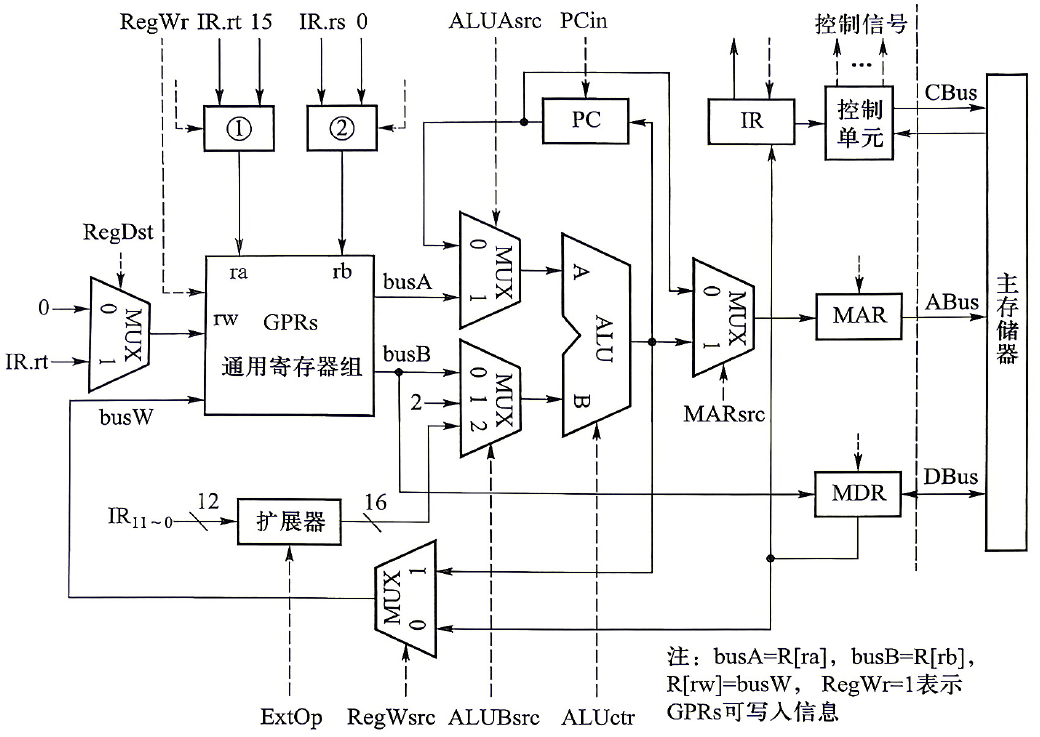 RegWr IR.rt 15 IR.rs 0 ALUAsrc PCin 控制信号
...
CBus
PC
IR
控制
单元
① ②
RegDst
ra rb
busA
0
MUX
1
A
0
MUX
1
rw
GPRs
通用寄存器组
0
MUX
1
IR.rt
ALU
0
MUX
1
MAR
ABus
主存储器
busB
0
1
2
MUX
2
B
busW
MARsrc
MDR
DBus
IR11~0
12
扩展器
16
MUX
1
0
注：busA=R[ra]，busB=R[rb]，
R[rw]=busW， RegWr=1表示
GPRs可写入信息
ExtOp RegWsrc ALUBsrc ALUctr